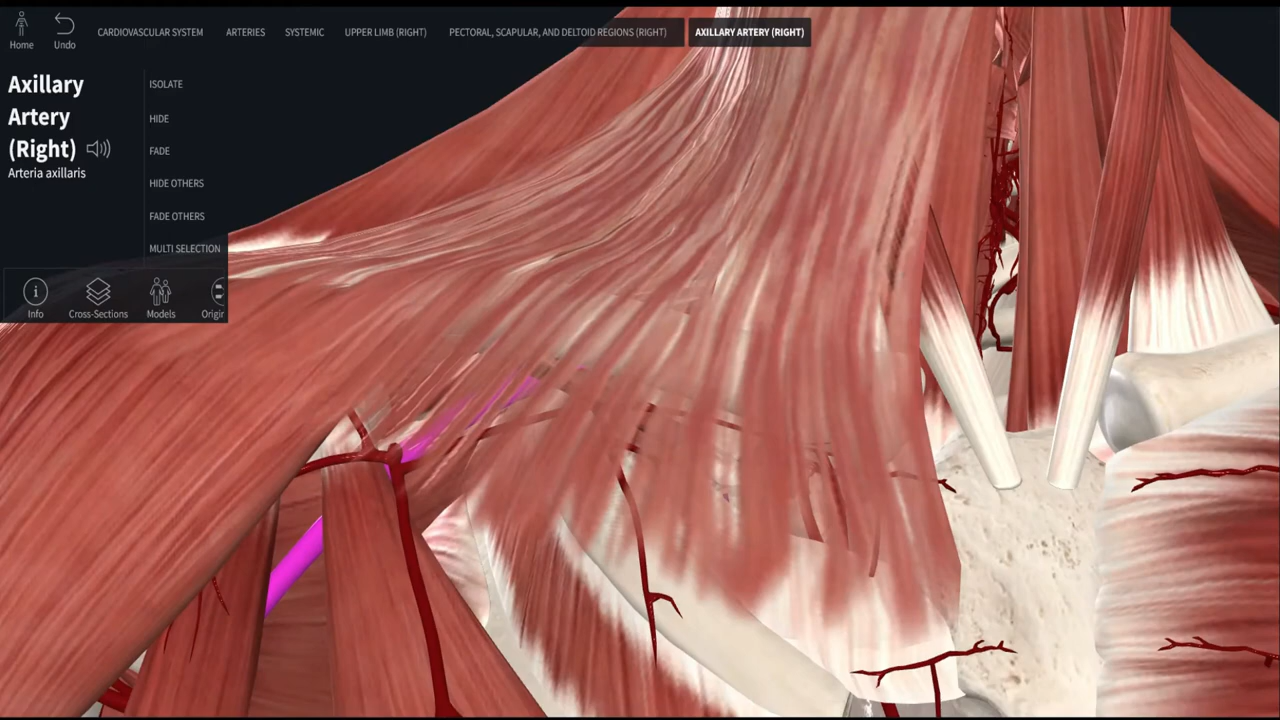 Home
Undo
CARDIOVASCULAR SYSTEM
ARTERIES
SYSTEMIC
UPPER LIMB (RIGHT)
PECTORAL, SCAPULAR, AND DELTOID REGIONS (RIGHT)
AXILLARY ARTERY (RIGHT)
Axillary
Artery
(Right)
Arteria axillaris
ISOLATE
HIDE
FADE
HIDE OTHERS
FADE OTHERS
MULTI SELECTION
Info
Cross-Sections
Models
Origir